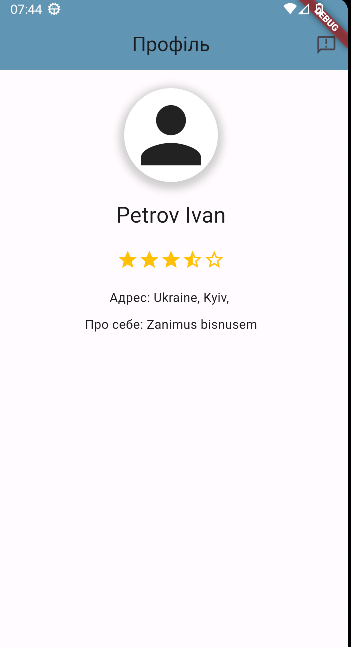 07:44
DEBUG
Профіль
Petrov Ivan
Адрес: Ukraine, Kyiv,
Про себе: Zanimus bisnusem